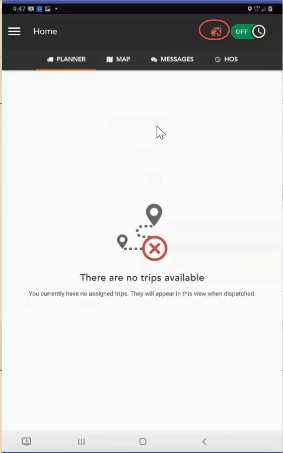 9:47
Home
OFF
PLANNER
MAP
MESSAGES
HOS
There are no trips available
You currently have no assigned trips. They will appear in this view when dispatched.